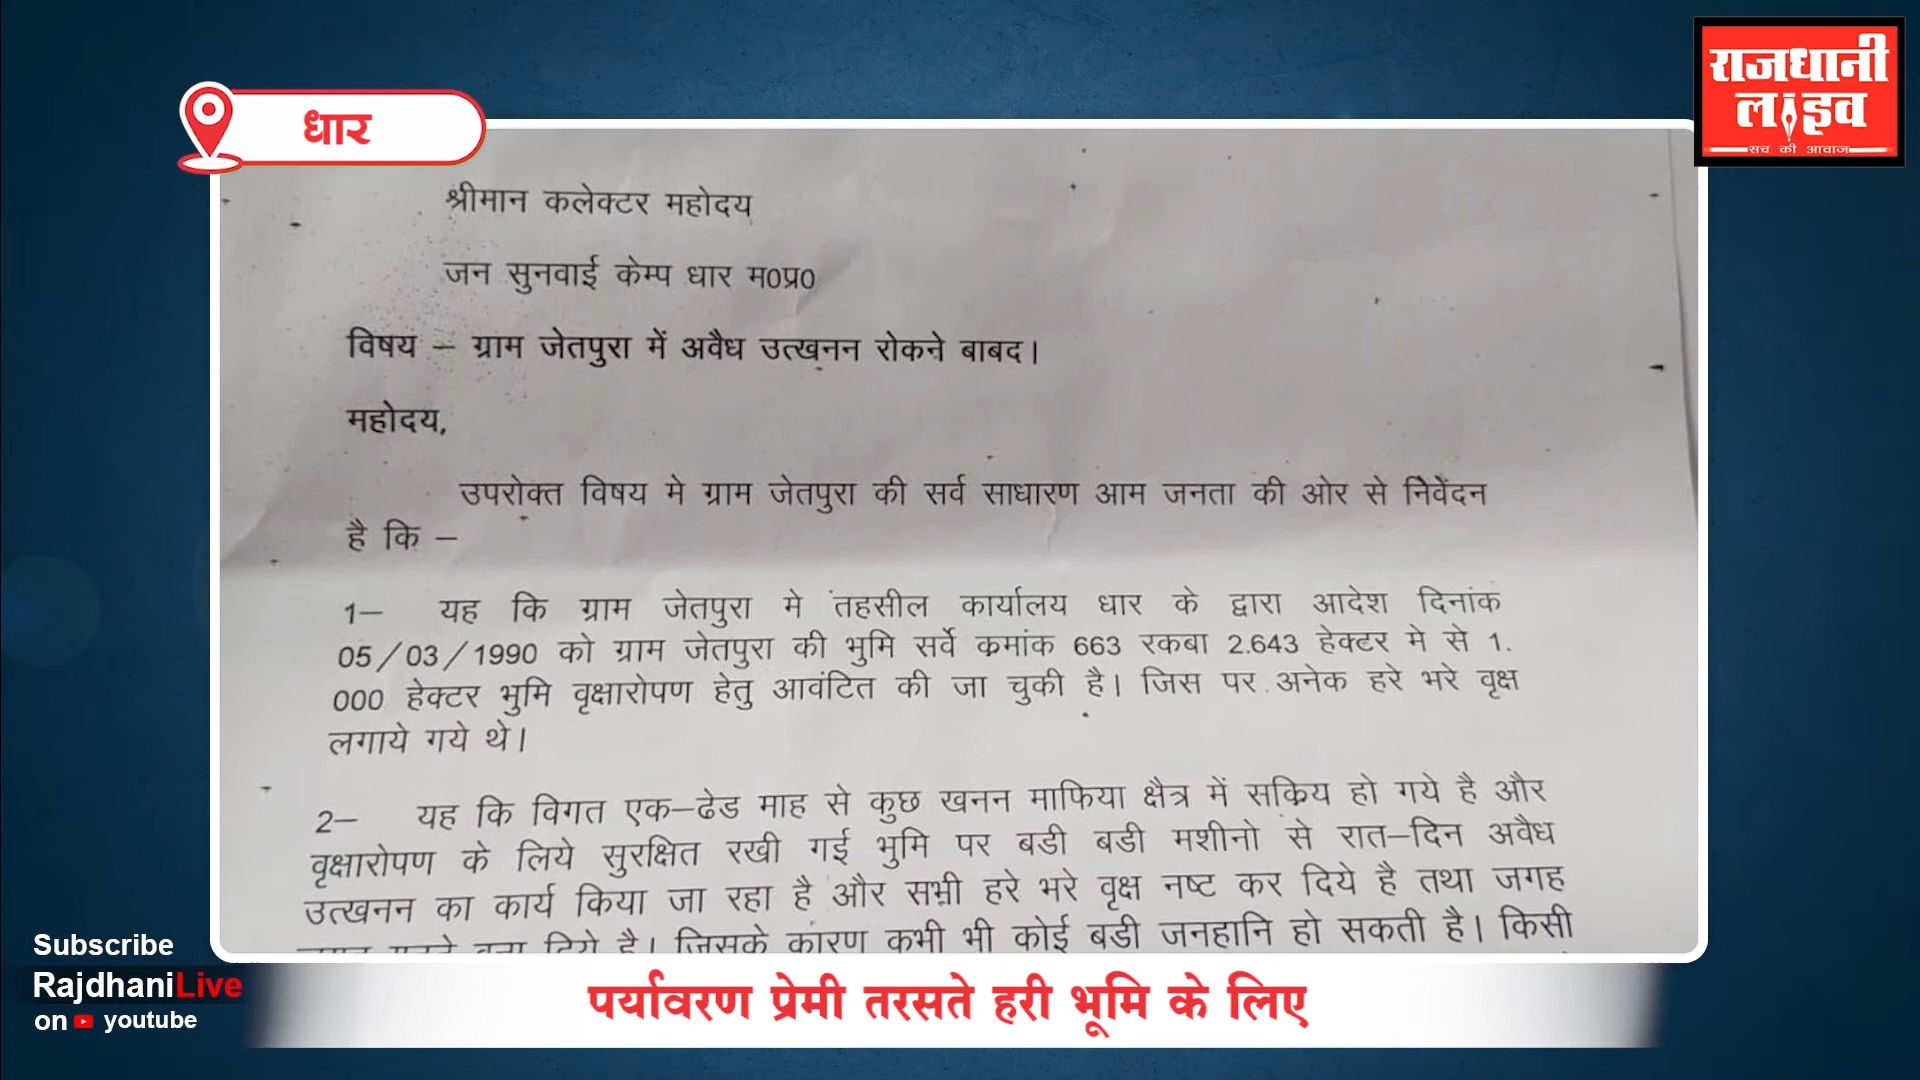 धार
राजधानी
लाइव
सच की आवाज
श्रीमान कलेक्टर महोदय
जन सुनवाई केम्प धार म0प्र0
विषय – ग्राम जेतपुरा में अवैध उत्खनन रोकने बाबद।
महोदय,
उपरोक्त विषय मे ग्राम जेतपुरा की सर्व साधारण आम जनता की ओर से निवेदन
है कि –
1– यह कि ग्राम जेतपुरा मे तहसील कार्यालय धार के द्वारा आदेश दिनांक
05/03/1990 को ग्राम जेतपुरा की भुमि सर्वे कमांक 663 रकबा 2.643 हेक्टर मे से 1.
000 हेक्टर भुमि वृक्षारोपण हेतु आवंटित की जा चुकी है। जिस पर अनेक हरे भरे वृक्ष
लगाये गये थे।
2– यह कि विगत एक–ढेड माह से कुछ खनन माफिया क्षैत्र में सकिय हो गये है और
वृक्षारोपण के लिये सुरक्षित रखी गई भुमि पर बडी बडी मशीनो से रात–दिन अवैध
उत्खनन का कार्य किया जा रहा है और सभी हरे भरे वृक्ष नष्ट कर दिये है तथा जगह
दिये है। जिसके कारण कभी भी कोई बडी जनहानि हो सकती है। किसी
Subscribe
RajdhaniLive
on youtube
पर्यावरण प्रेमी तरसते हरी भूमि के लिए